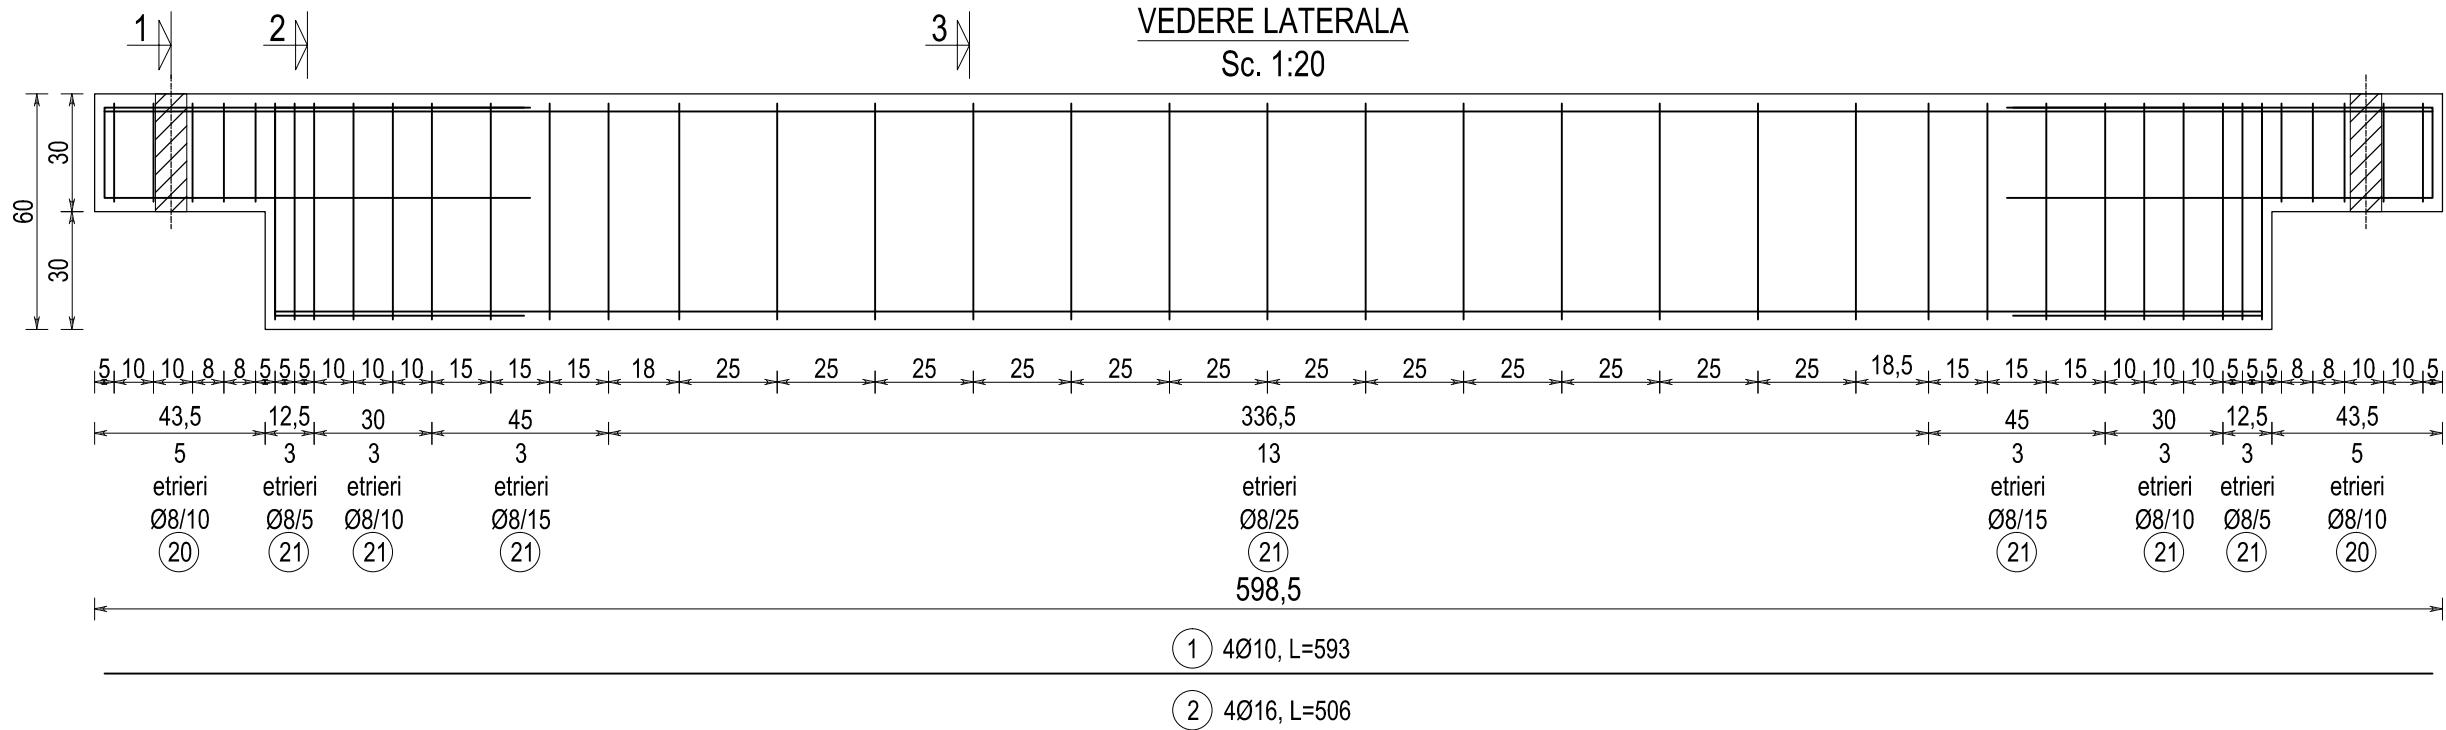 1 2 3 VEDERE LATERALA
Sc. 1:20
60 30
30
5 10 10 8 8 5 5 5 10 10 10 15 15 15 18 25 25 25 25 25 25 25 25 25 25 25 25 18,5 15 15 15 10 10 10 5 5 5 8 8 10 10 5
43,5 12,5 30 45 336,5 45 30 12,5 43,5
5 3 3 3 13 3 3 3 5
etrieri etrieri etrieri etrieri etrieri etrieri etrieri etrieri etrieri
Ø8/10 Ø8/5 Ø8/10 Ø8/15 Ø8/25 Ø8/15 Ø8/10 Ø8/5 Ø8/10
20 21 21 21 21 21 21 21 20
598,5
1 4Ø10, L=593
2 4Ø16, L=506